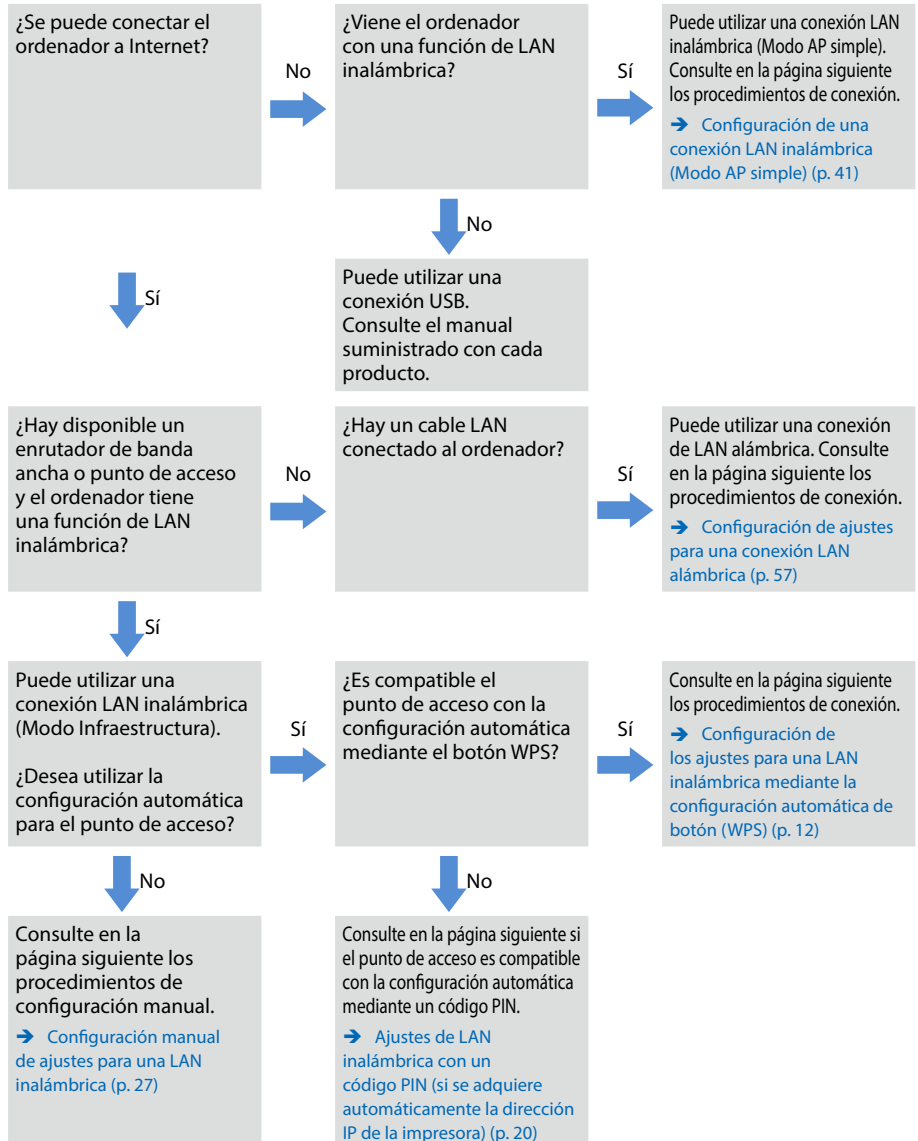 ¿Se puede conectar el
ordenador a Internet?
No
¿Viene el ordenador
con una función de LAN
inalámbrica?
Sí
Puede utilizar una conexión LAN
inalámbrica (Modo AP simple).
Consulte en la página siguiente
los procedimientos de conexión.
➔ Configuración de una
conexión LAN inalámbrica
(Modo AP simple) (p. 41)
No
Sí
Puede utilizar una
conexión USB.
Consulte el manual
suministrado con cada
producto.
¿Hay disponible un
enrutador de banda
ancha o punto de acceso
y el ordenador tiene
una función de LAN
inalámbrica?
No
¿Hay un cable LAN
conectado al ordenador?
Sí
Puede utilizar una conexión
de LAN alámbrica. Consulte
en la página siguiente los
procedimientos de conexión.
➔ Configuración de ajustes
para una conexión LAN
alámbrica (p. 57)
Sí
Puede utilizar una
conexión LAN inalámbrica
(Modo Infraestructura).
¿Desea utilizar la
configuración automática
para el punto de acceso?
Sí
¿Es compatible el
punto de acceso con la
configuración automática
mediante el botón WPS?
Sí
Consulte en la página siguiente
los procedimientos de conexión.
➔ Configuración de
los ajustes para una LAN
inalámbrica mediante la
configuración automática de
botón (WPS) (p. 12)
No
No
Consulte en la
página siguiente los
procedimientos de
configuración manual.
➔ Configuración manual
de ajustes para una LAN
inalámbrica (p. 27)
Consulte en la página siguiente si
el punto de acceso es compatible
con la configuración automática
mediante un código PIN.
➔ Ajustes de LAN
inalámbrica con un
código PIN (si se adquiere
automáticamente la dirección
IP de la impresora) (p. 20)